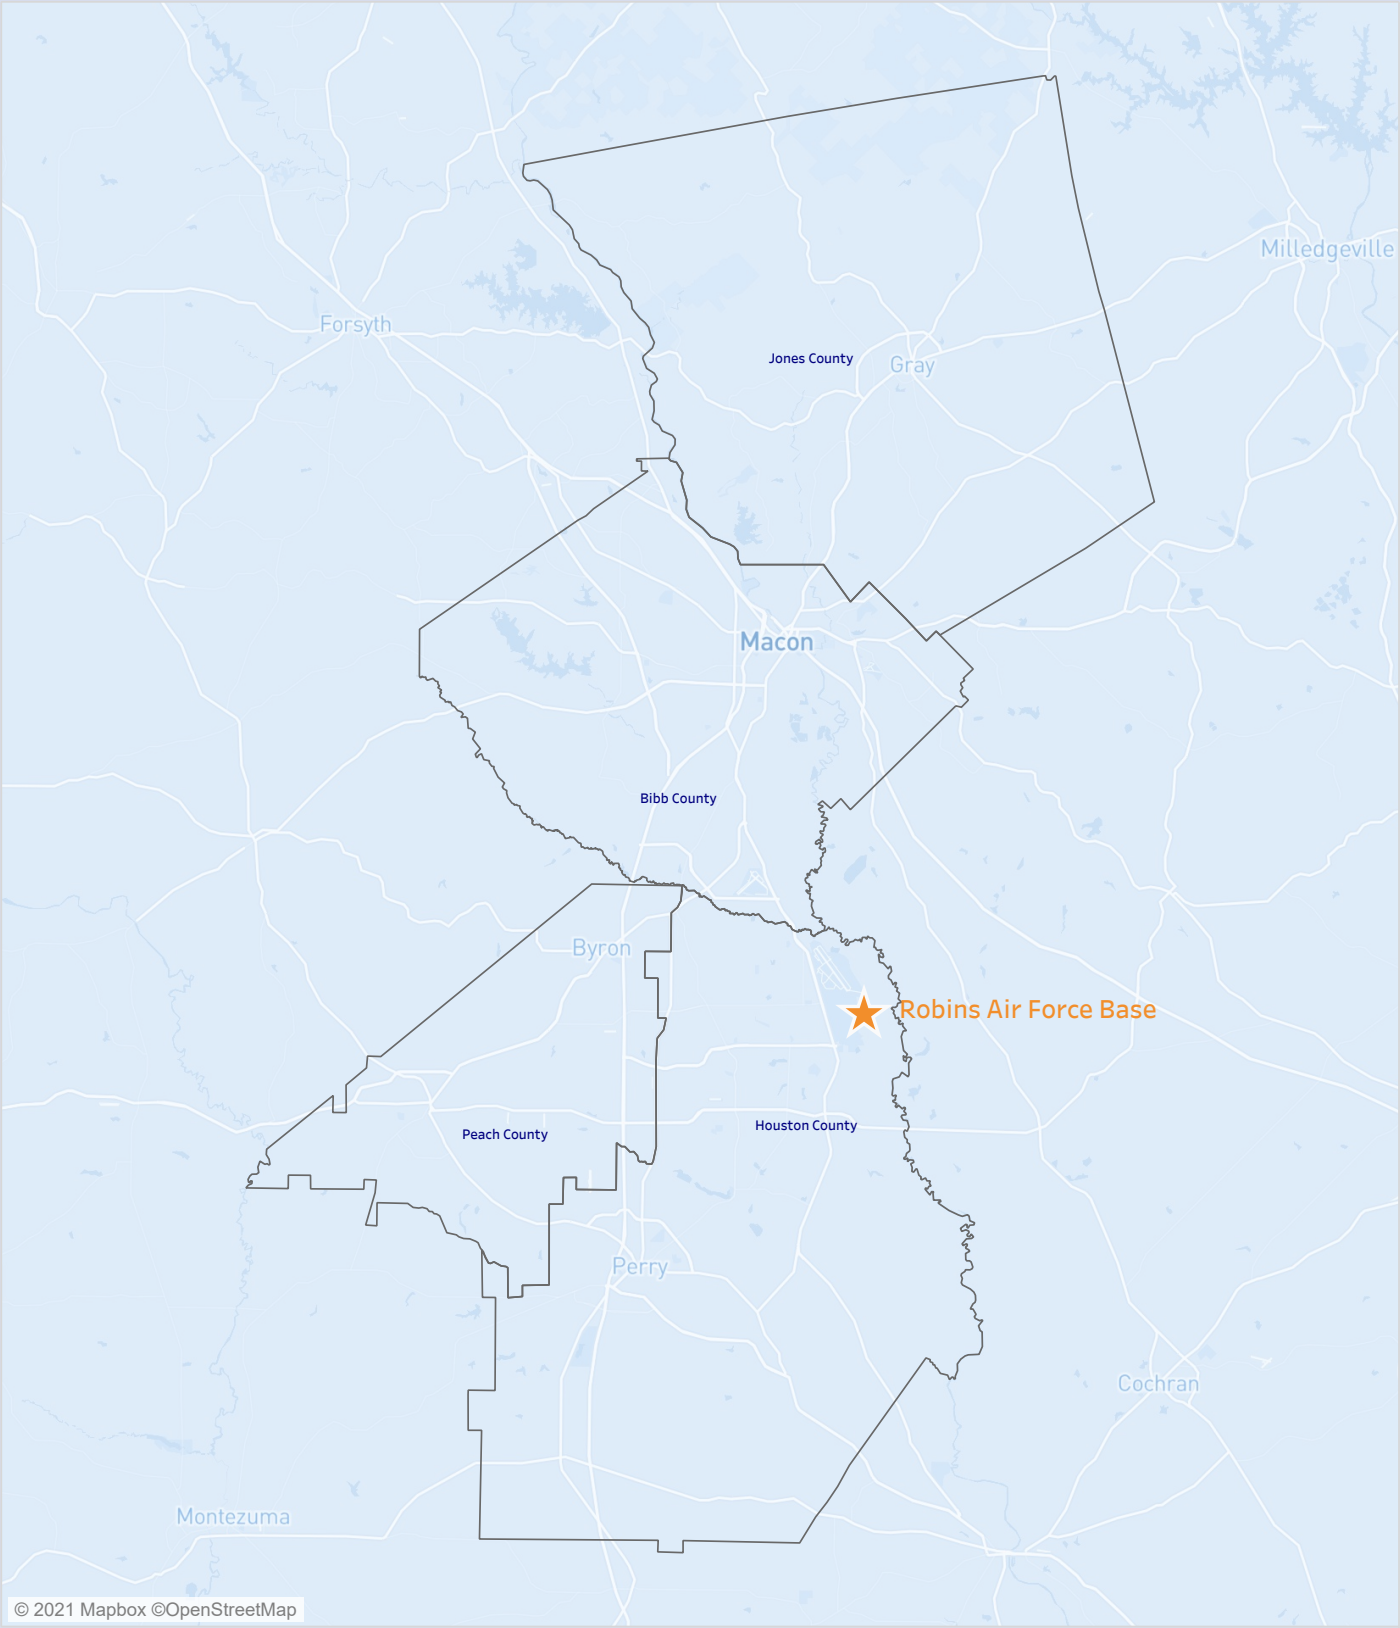 Milledgeville
Forsyth
Jones County
Gray
Macon
Bibb County
Byron
Robins Air Force Base
Houston County
Peach County
Perry
Cochran
Montezuma
© 2021 Mapbox ©OpenStreetMap